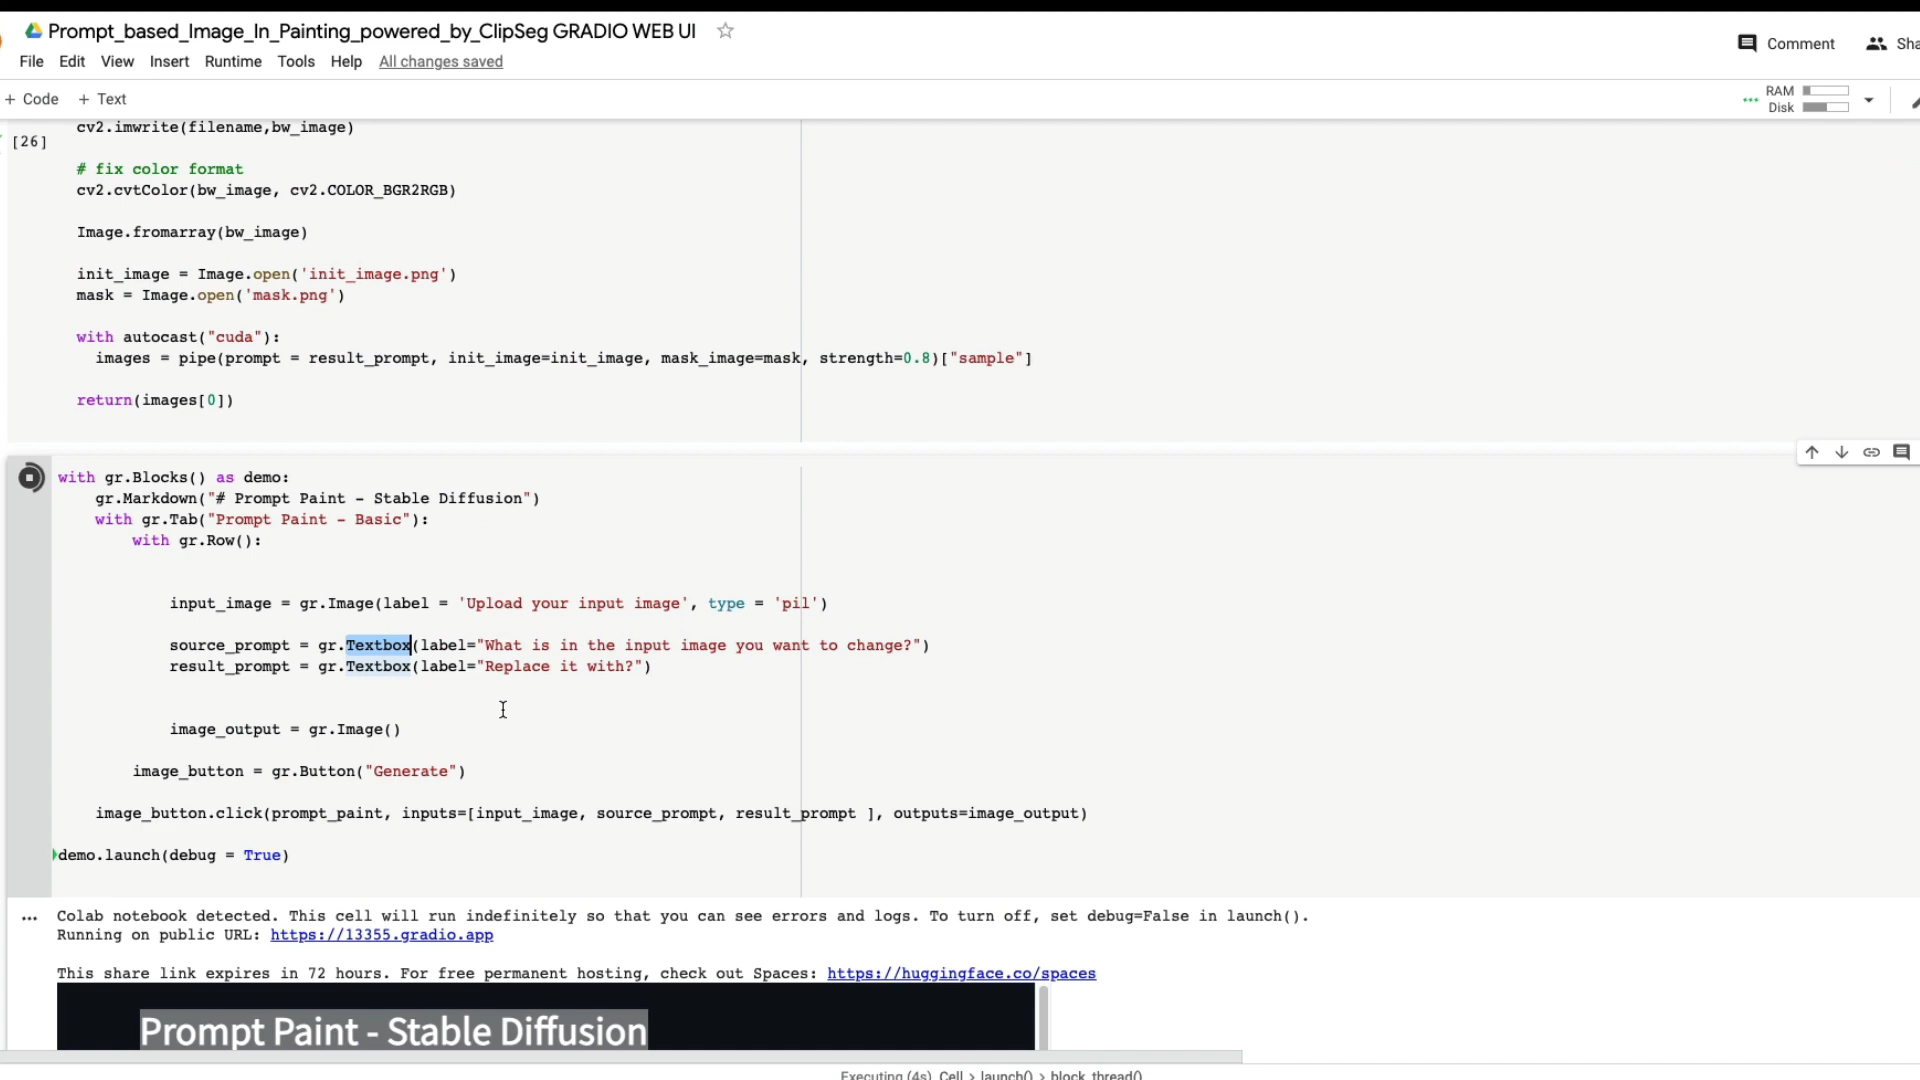 Prompt_based_Image_In_Painting_powered_by_ClipSeg GRADIO WEB UI
File Edit View Insert Runtime Tools Help All changes saved
Comment
Sha
+ Code + Text
RAM
Disk
cv2.imwrite(filename,bw_image)
[26]
# fix color format
cv2.cvtColor(bw_image, cv2.COLOR_BGR2RGB)
Image.fromarray(bw_image)
init_image = Image.open('init_image.png')
mask = Image.open('mask.png')
with autocast("cuda"):
images = pipe(prompt = result_prompt, init_image=init_image, mask_image=mask, strength=0.8)["sample"]
return(images[0])
with gr.Blocks() as demo:
gr.Markdown("# Prompt Paint - Stable Diffusion")
with gr.Tab("Prompt Paint - Basic"):
with gr.Row():
input_image = gr.Image(label = 'Upload your input image', type = 'pil')
source_prompt = gr.Textbox(label="What is in the input image you want to change?")
result_prompt = gr.Textbox(label="Replace it with?")
image_output = gr.Image()
image_button = gr.Button("Generate")
image_button.click(prompt_paint, inputs=[input_image, source_prompt, result_prompt ], outputs=image_output)
demo.launch(debug = True)
... Colab notebook detected. This cell will run indefinitely so that you can see errors and logs. To turn off, set debug=False in launch().
Running on public URL: https://13355.gradio.app
This share link expires in 72 hours. For free permanent hosting, check out Spaces: https://huggingface.co/spaces
Prompt Paint - Stable Diffusion
Executing (4s) Cell > launch() > block_thread()